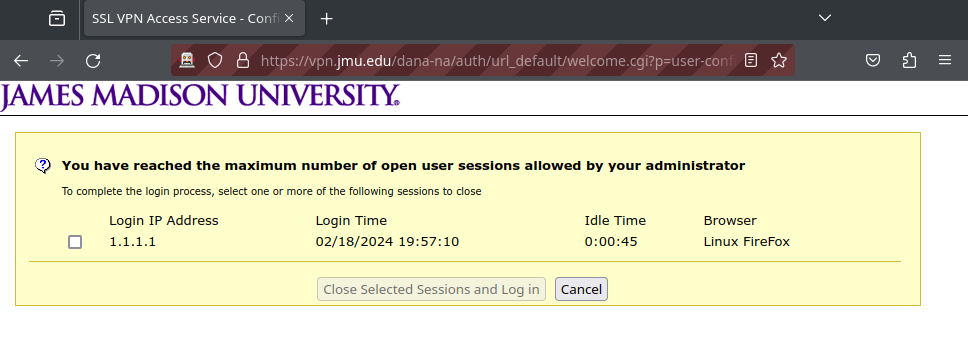 SSL VPN Access Service - Confi
https://vpn.jmu.edu/dana-na/auth/url_default/welcome.cgi?p=user-conf
JAMES MADISON UNIVERSITY.
You have reached the maximum number of open user sessions allowed by your administrator
To complete the login process, select one or more of the following sessions to close
Login IP Address Login Time Idle Time Browser
1.1.1.1 02/18/2024 19:57:10 0:00:45 Linux FireFox
Close Selected Sessions and Log in Cancel